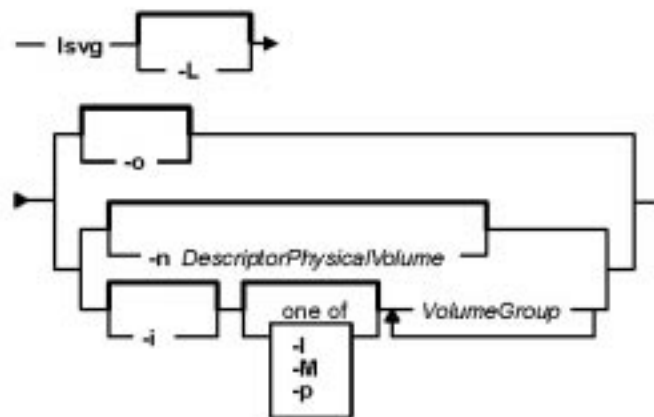 lsvg
-L
-o
-n DescriptorPhysicalVolume
-i one of VolumeGroup
-l
-M
-p